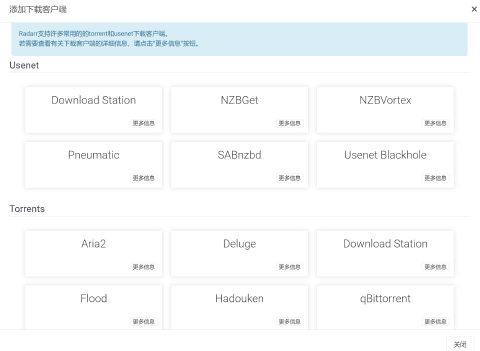 添加下载客户端
×
Radarr支持许多常用的的torrent和usenet下载客户端。
若需要查看有关下载客户端的详细信息，请点击“更多信息”按钮。
Usenet
Download Station
NZBGet
NZBVortex
更多信息
更多信息
更多信息
Pneumatic
SABnzbd
Usenet Blackhole
更多信息
更多信息
更多信息
Torrents
Aria2
Deluge
Download Station
更多信息
更多信息
更多信息
Flood
Hadouken
qBittorrent
更多信息
更多信息
更多信息
关闭